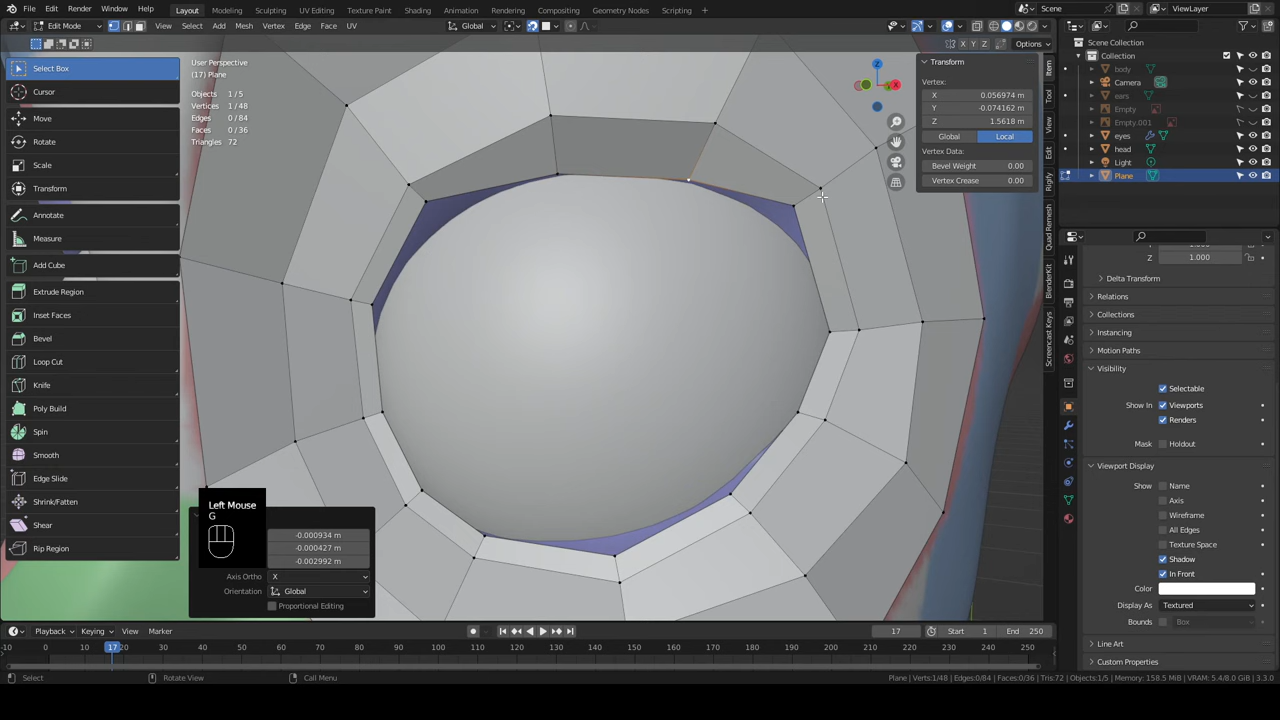 File Edit Render Window Help Layout Modeling Sculpting UV Editing Texture Paint Shading Animation Rendering Compositing Geometry Nodes Scripting + Scene ViewLayer
Edit Mode View Select Add Mesh Vertex Edge Face UV Global
X Y Z Options
Select Box
Cursor
Move
Rotate
Scale
Transform
Annotate
Measure
Add Cube
Extrude Region
Inset Faces
Bevel
Loop Cut
Knife
Poly Build
Spin
Smooth
Edge Slide
Shrink/Fatten
Shear
Rip Region
User Perspective
(17) Plane
Objects 1/5
Vertices 1/48
Edges 0/84
Faces 0/36
Triangles 72
Z
X
Transform
Vertex:
X 0.056974 m
Y -0.074162 m
Z 1.5618 m
Global Local
Vertex Data:
Bevel Weight 0.00
Vertex Crease 0.00
Item
Tool
View
Edit
Rigify
Quad Remesh
BlenderKit
Screencast Keys
Left Mouse
G
-0.000934 m
-0.000427 m
-0.002992 m
Axis Ortho X
Orientation Global
Proportional Editing
Scene Collection
Collection
body
Camera
ears
Empty
Empty.001
eyes
head
Light
Plane
Z 1.000
Delta Transform
Relations
Collections
Instancing
Motion Paths
Visibility
Selectable
Show In Viewports
Renders
Mask Holdout
Viewport Display
Show Name
Axis
Wireframe
All Edges
Texture Space
Shadow
In Front
Color
Display As Textured
Bounds Box
Line Art
Custom Properties
Playback Keying View Marker 17 Start 1 End 250
-10 0 10 17 20 30 40 50 60 70 80 90 100 110 120 130 140 150 160 170 180 190 200 210 220 230 240 250
Select Rotate View Call Menu Plane | Verts:1/48 | Edges:0/84 | Faces:0/36 | Tris:72 | Objects:1/5 | Memory: 158.5 MiB | VRAM: 5.4/8.0 GiB | 3.3.0